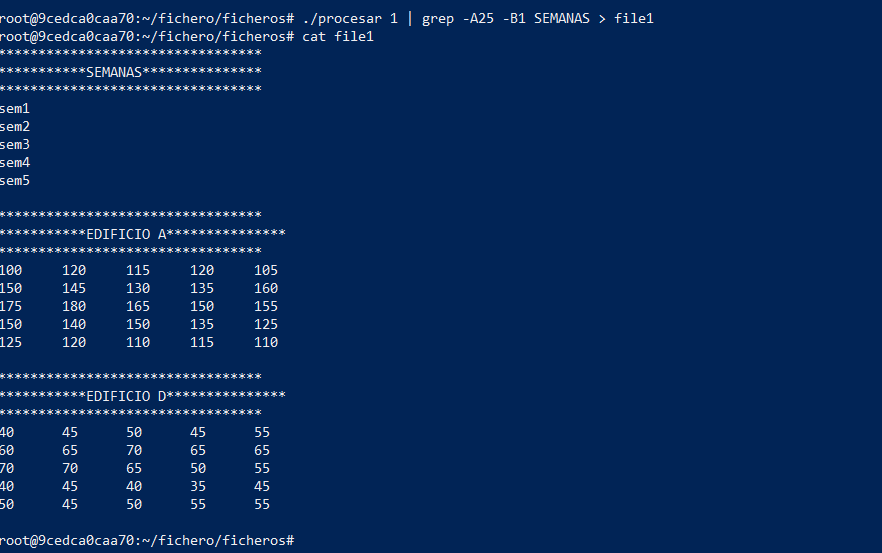 root@9cedca0caa70:~/fichero/ficheros# ./procesar 1 | grep -A25 -B1 SEMANAS > file1
root@9cedca0caa70:~/fichero/ficheros# cat file1
*********************************
***********SEMANAS***************
*********************************
sem1
sem2
sem3
sem4
sem5
*********************************
***********EDIFICIO A***************
*********************************
100 120 115 120 105
150 145 130 135 160
175 180 165 150 155
150 140 150 135 125
125 120 110 115 110
*********************************
***********EDIFICIO D***************
*********************************
40 45 50 45 55
60 65 70 65 65
70 70 65 50 55
40 45 40 35 45
50 45 50 55 55
root@9cedca0caa70:~/fichero/ficheros#